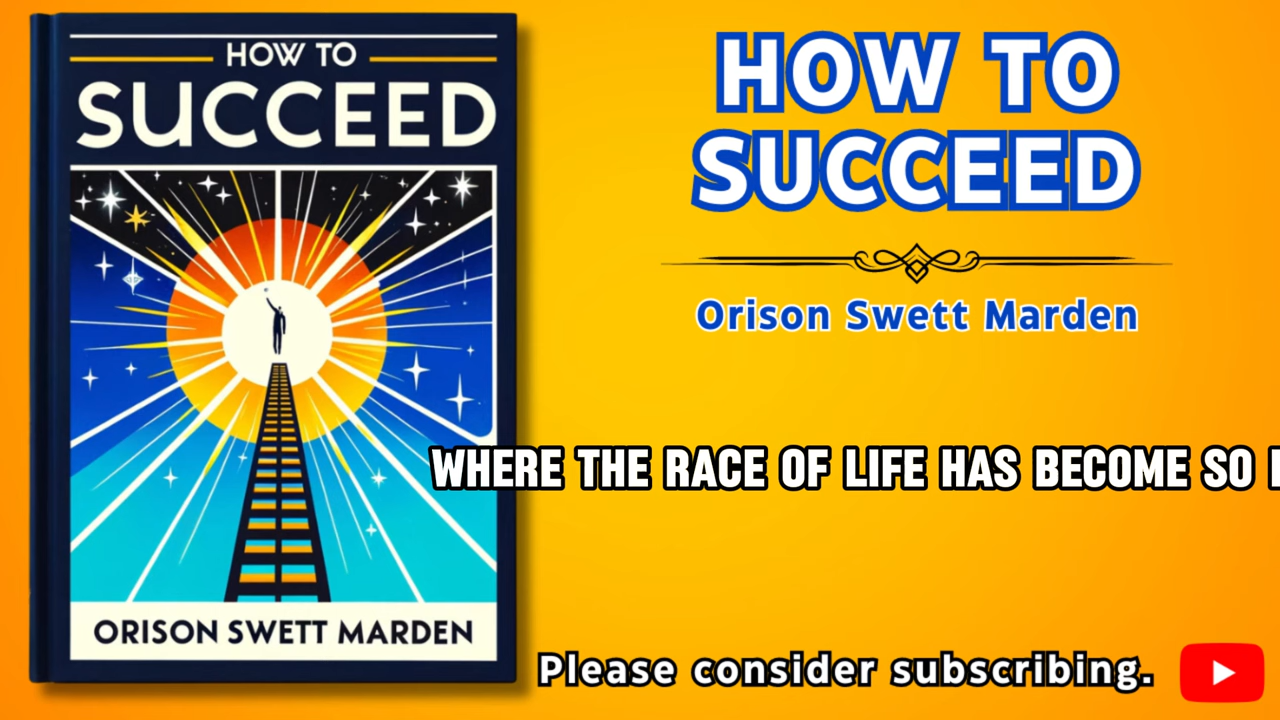 HOW TO
SUCCEED
ORISON SWETT MARDEN
HOW TO
SUCCEED
Orison Swett Marden
WHERE THE RACE OF LIFE HAS BECOME SO
Please consider subscribing.